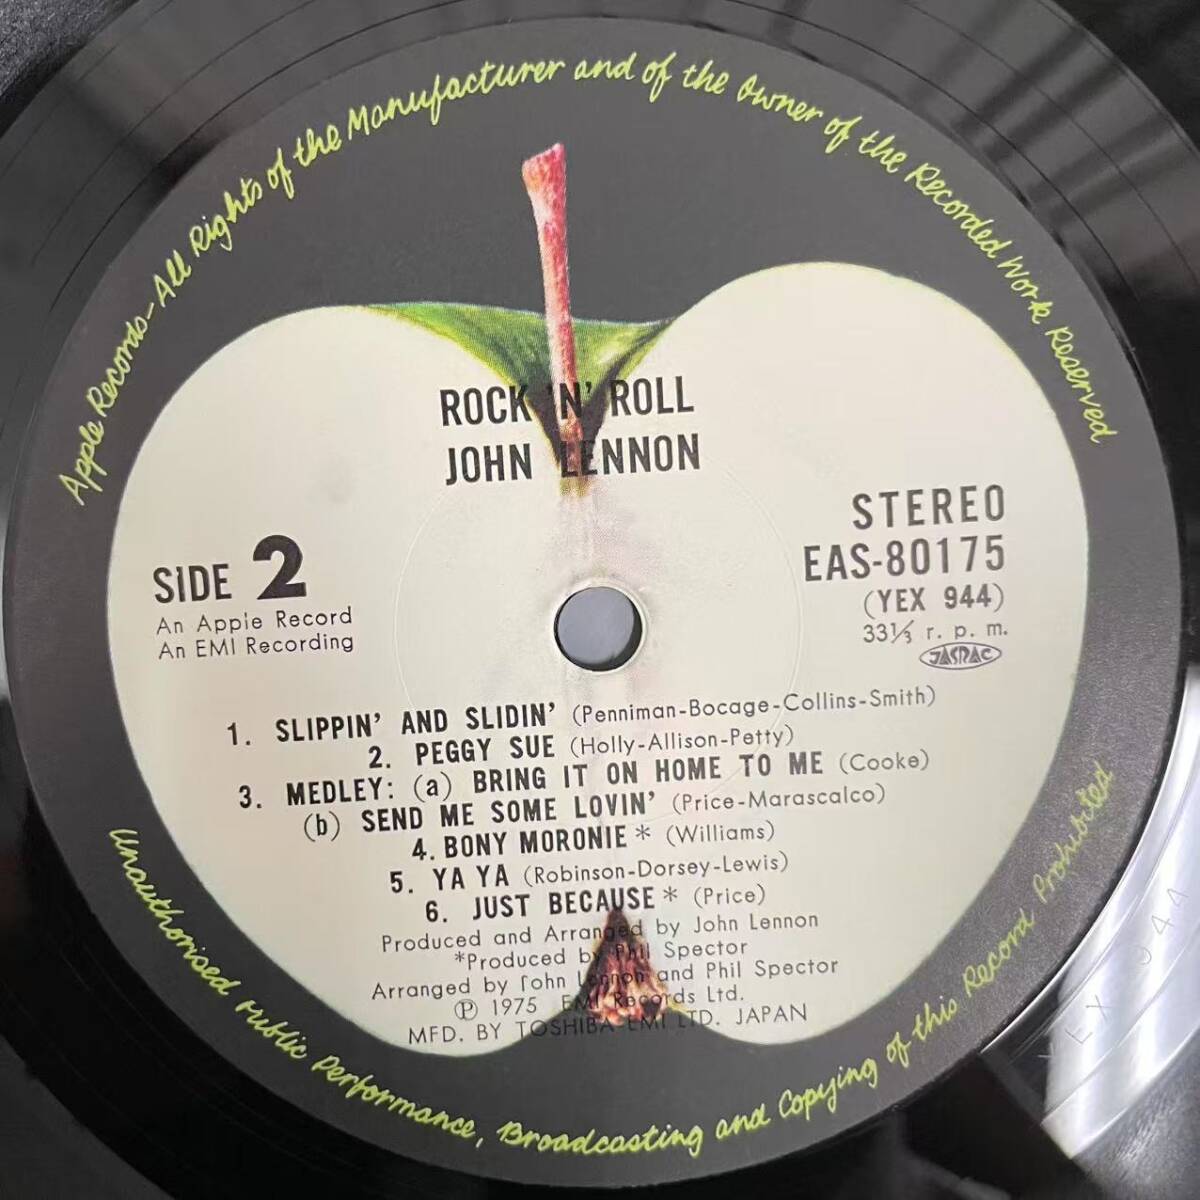 Apple Records–All Rights of the Manufacturer and of the Owner of the Recorded Work Reserved
ROCK 'N' ROLL
JOHN LENNON
SIDE 2
An Apple Record
An EMI Recording
STEREO
EAS-80175
(YEX 944)
33⅓ r. p. m.
JASRAC
1. SLIPPIN' AND SLIDIN' (Penniman-Bocage-Collins-Smith)
2. PEGGY SUE (Holly-Allison-Petty)
3. MEDLEY: (a) BRING IT ON HOME TO ME (Cooke)
(b) SEND ME SOME LOVIN' (Price-Marascalco)
4. BONY MORONIE* (Williams)
5. YA YA (Robinson-Dorsey-Lewis)
6. JUST BECAUSE* (Price)
Produced and Arranged by John Lennon
*Produced by Phil Spector
Arranged by John Lennon and Phil Spector
Ⓟ 1975 EMI Records Ltd.
MFD. BY TOSHIBA-EMI LTD. JAPAN
Unauthorised Public Performance, Broadcasting and Copying of this Record Prohibited
YEX 944